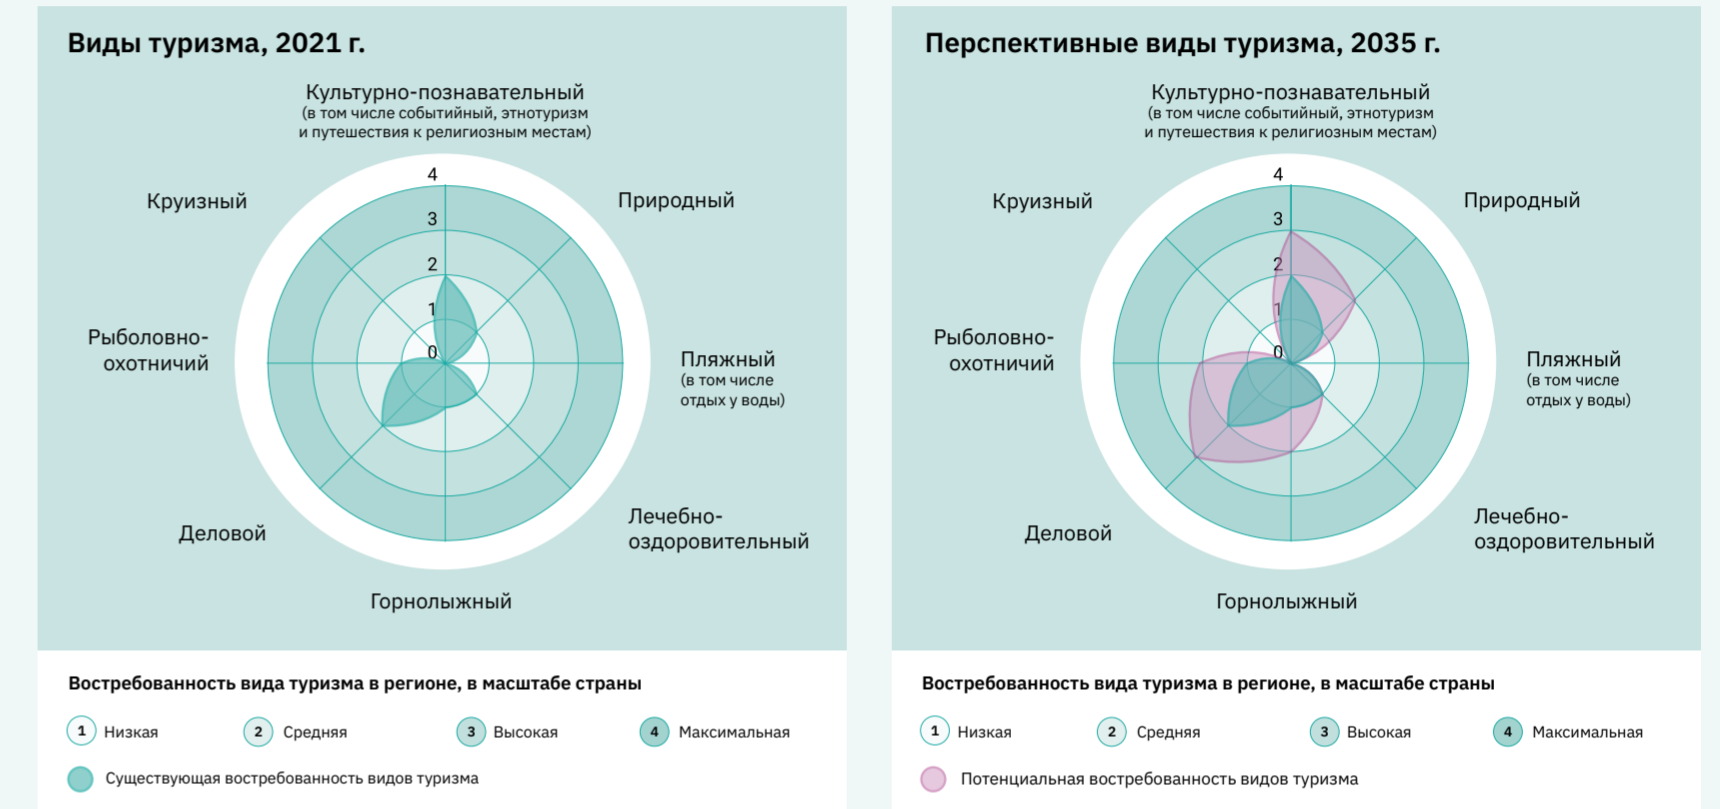 Виды туризма, 2021 г.
Культурно-познавательный
(в том числе событийный, этнотуризм
и путешествия к религиозным местам)
4
3
2
1
0
Круизный
Природный
Рыболовно-
охотничий
Пляжный
(в том числе
отдых у воды)
Деловой
Лечебно-
оздоровительный
Горнолыжный
Востребованность вида туризма в регионе, в масштабе страны
1 Низкая
2 Средняя
3 Высокая
4 Максимальная
Существующая востребованность видов туризма
Перспективные виды туризма, 2035 г.
Культурно-познавательный
(в том числе событийный, этнотуризм
и путешествия к религиозным местам)
4
3
2
1
0
Круизный
Природный
Рыболовно-
охотничий
Пляжный
(в том числе
отдых у воды)
Деловой
Лечебно-
оздоровительный
Горнолыжный
Востребованность вида туризма в регионе, в масштабе страны
1 Низкая
2 Средняя
3 Высокая
4 Максимальная
Потенциальная востребованность видов туризма